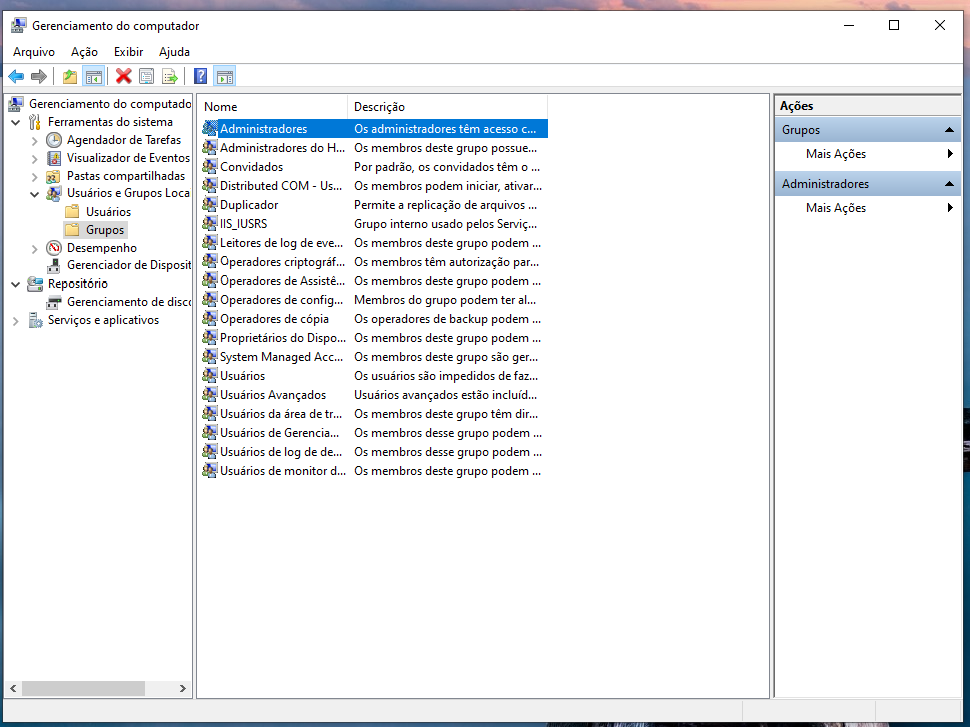 Gerenciamento do computador
Arquivo Ação Exibir Ajuda
Gerenciamento do computado
Ferramentas do sistema
Agendador de Tarefas
Visualizador de Eventos
Pastas compartilhadas
Usuários e Grupos Loca
Usuários
Grupos
Desempenho
Gerenciador de Disposit
Repositório
Gerenciamento de disco
Serviços e aplicativos
Nome Descrição
Administradores Os administradores têm acesso c...
Administradores do H... Os membros deste grupo possue...
Convidados Por padrão, os convidados têm o ...
Distributed COM - Us... Os membros podem iniciar, ativar...
Duplicador Permite a replicação de arquivos ...
IIS_IUSRS Grupo interno usado pelos Serviç...
Leitores de log de eve... Os membros deste grupo podem ...
Operadores criptográf... Os membros têm autorização par...
Operadores de Assistê... Os membros deste grupo podem ...
Operadores de config... Membros do grupo podem ter al...
Operadores de cópia Os operadores de backup podem ...
Proprietários do Dispo... Os membros deste grupo podem ...
System Managed Acc... Os membros deste grupo são ger...
Usuários Os usuários são impedidos de faz...
Usuários Avançados Usuários avançados estão incluíd...
Usuários da área de tr... Os membros deste grupo têm dir...
Usuários de Gerencia... Os membros desse grupo podem ...
Usuários de log de de... Os membros desse grupo podem ...
Usuários de monitor d... Os membros deste grupo podem ...
Ações
Grupos
Mais Ações
Administradores
Mais Ações